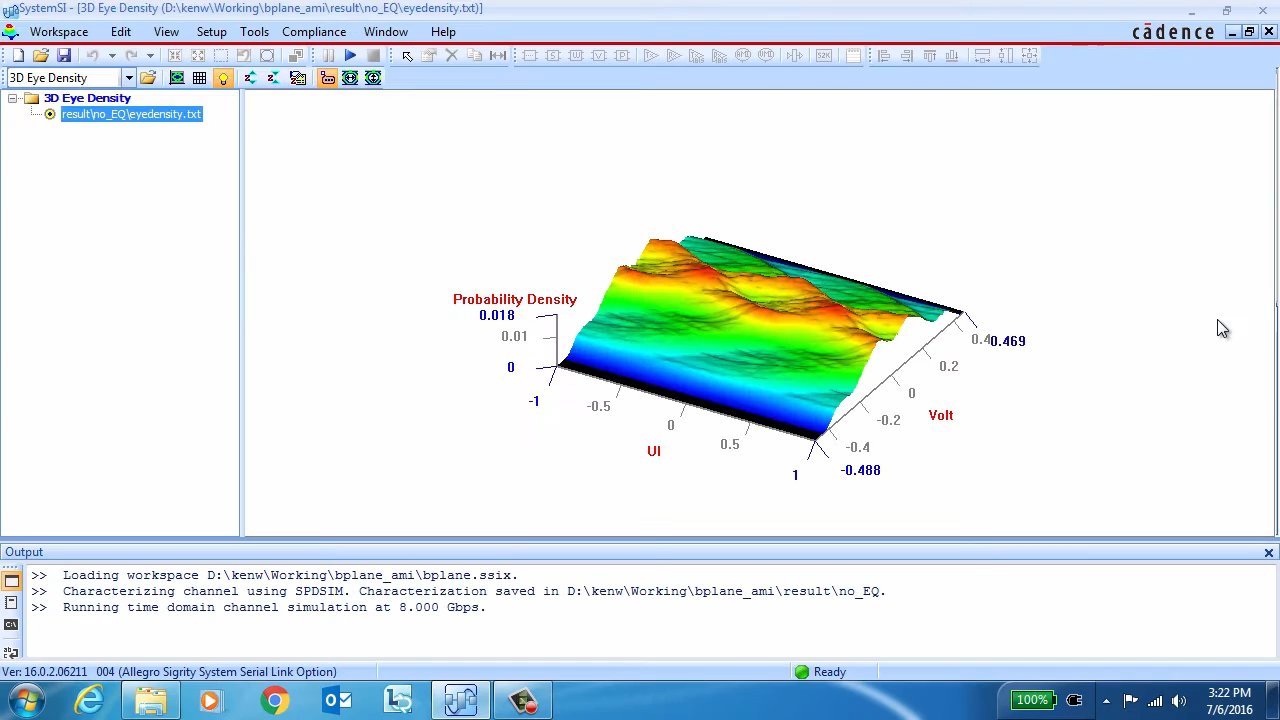 SystemSI - [3D Eye Density (D:\kenw\Working\bplane_ami\result\no_EQ\eyedensity.txt)]
Workspace Edit View Setup Tools Compliance Window Help
cādence
3D Eye Density
3D Eye Density
result\no_EQ\eyedensity.txt
Probability Density
0.018
0.01
0
-1
-0.5
0
0.5
1
UI
0.4
0.469
0.2
0
-0.2
-0.4
-0.488
Volt
Output
>> Loading workspace D:\kenw\Working\bplane_ami\bplane.ssix.
>> Characterizing channel using SPDSIM. Characterization saved in D:\kenw\Working\bplane_ami\result\no_EQ.
>> Running time domain channel simulation at 8.000 Gbps.
Ver: 16.0.2.06211 004 (Allegro Sigrity System Serial Link Option)
Ready
100%
3:22 PM
7/6/2016